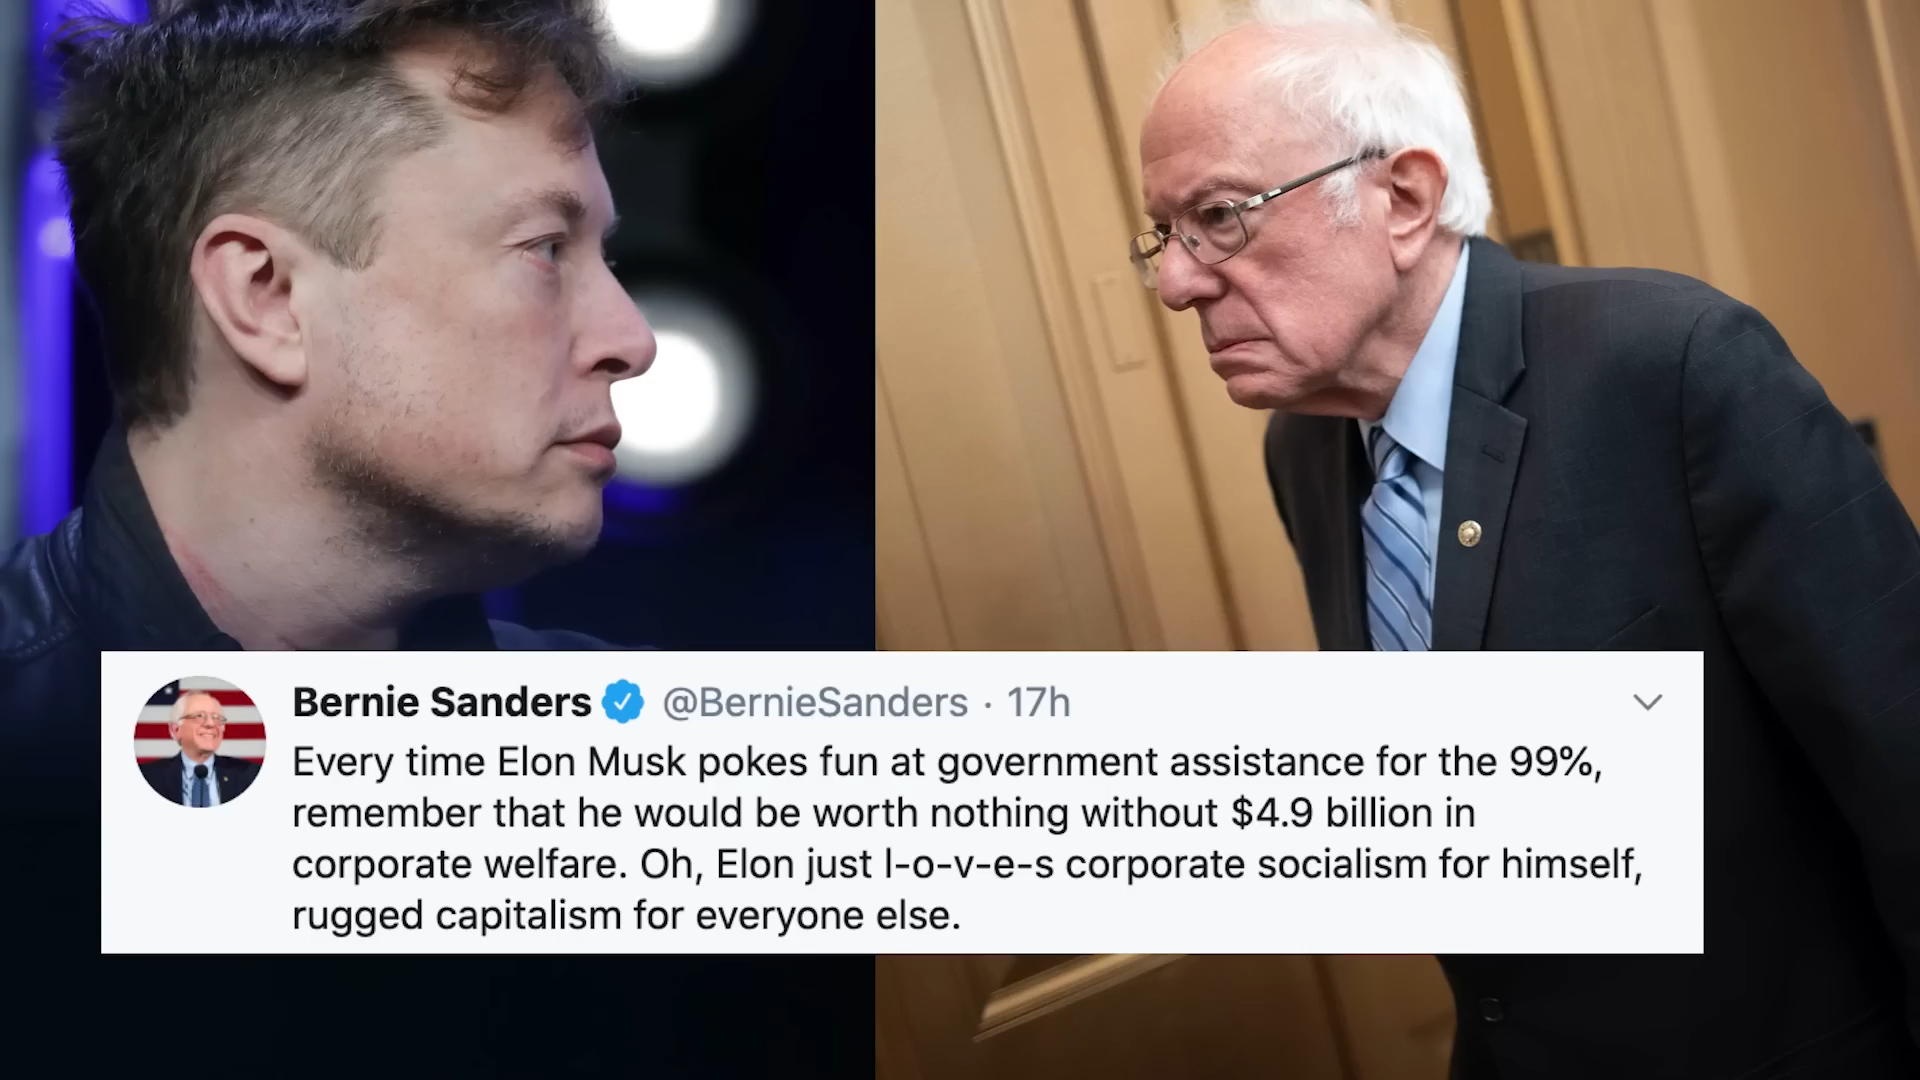 Bernie Sanders @BernieSanders · 17h
Every time Elon Musk pokes fun at government assistance for the 99%,
remember that he would be worth nothing without $4.9 billion in
corporate welfare. Oh, Elon just l-o-v-e-s corporate socialism for himself,
rugged capitalism for everyone else.